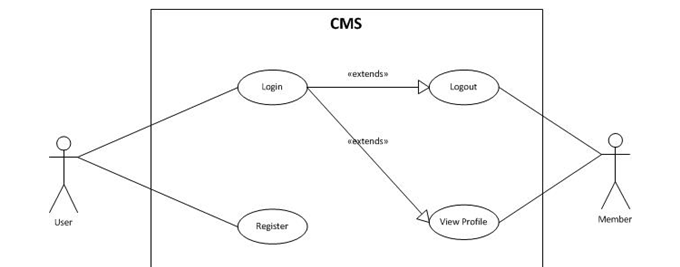 CMS
Login
«extends»
Logout
«extends»
User
Register
View Profile
Member